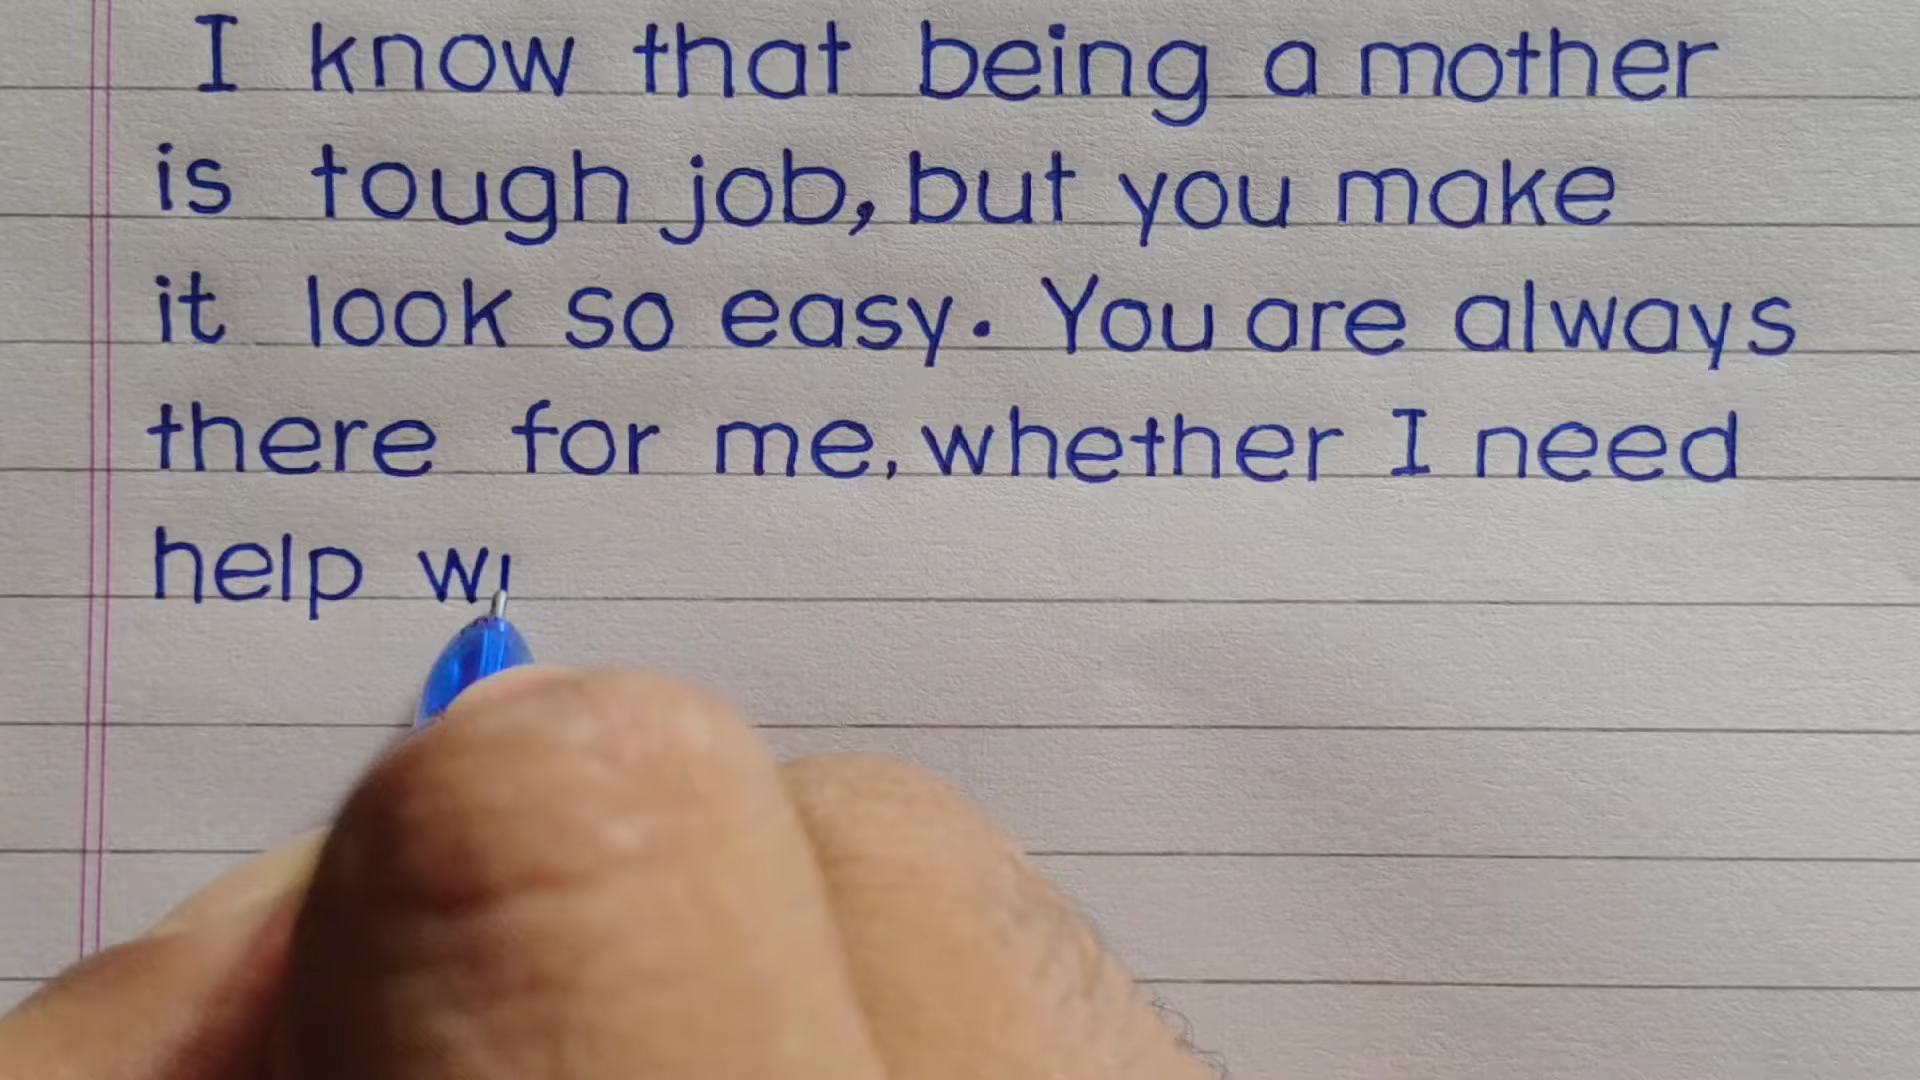 I know that being a mother
is tough job, but you make
it look so easy. You are always
there for me, whether I need
help